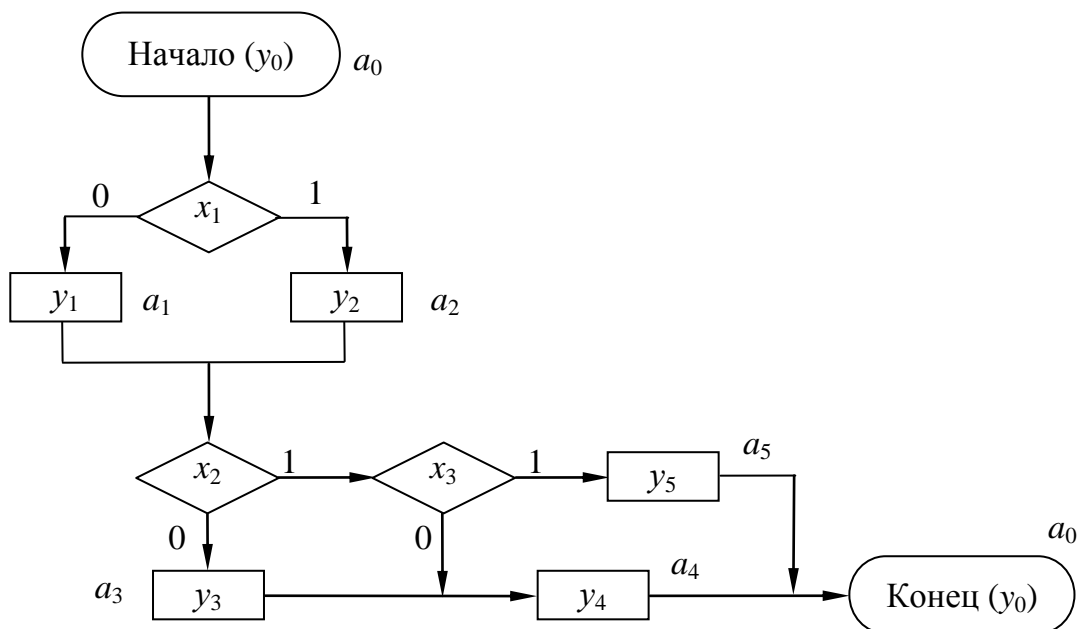 Начало (y₀) a₀
0 x₁ 1
y₁ a₁ y₂ a₂
x₂ 1 x₃ 1 y₅ a₅
0 0 a₀
a₃ y₃ y₄ a₄ Конец (y₀)